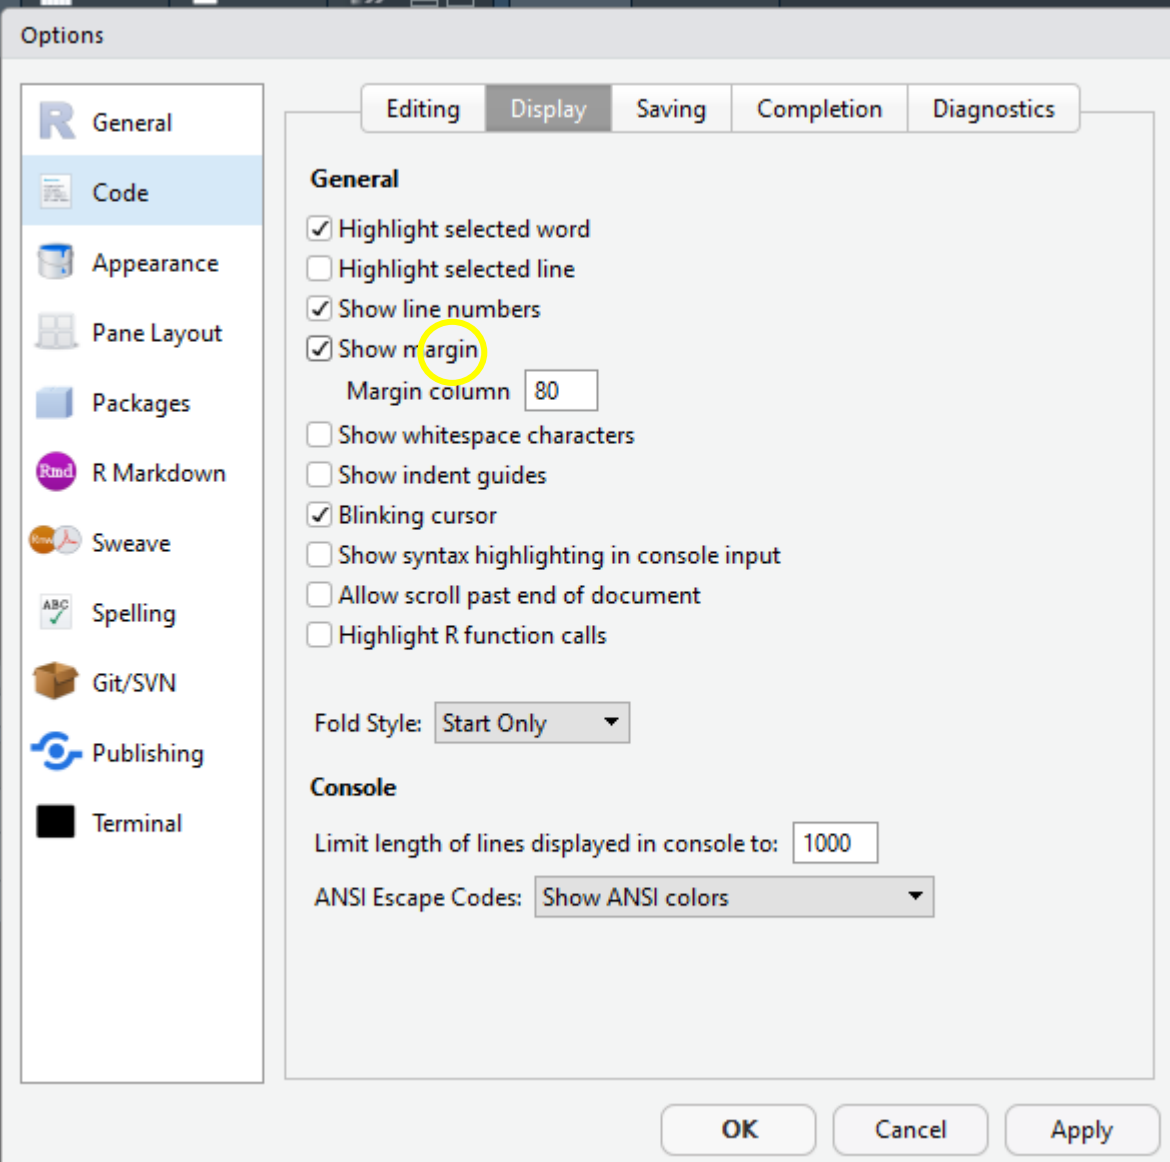 Options
General
Code
Appearance
Pane Layout
Packages
Rmd R Markdown
Rnw Sweave
ABC Spelling
Git/SVN
Publishing
Terminal
Editing Display Saving Completion Diagnostics
General
Highlight selected word
Highlight selected line
Show line numbers
Show margin
Margin column 80
Show whitespace characters
Show indent guides
Blinking cursor
Show syntax highlighting in console input
Allow scroll past end of document
Highlight R function calls
Fold Style: Start Only
Console
Limit length of lines displayed in console to: 1000
ANSI Escape Codes: Show ANSI colors
OK Cancel Apply